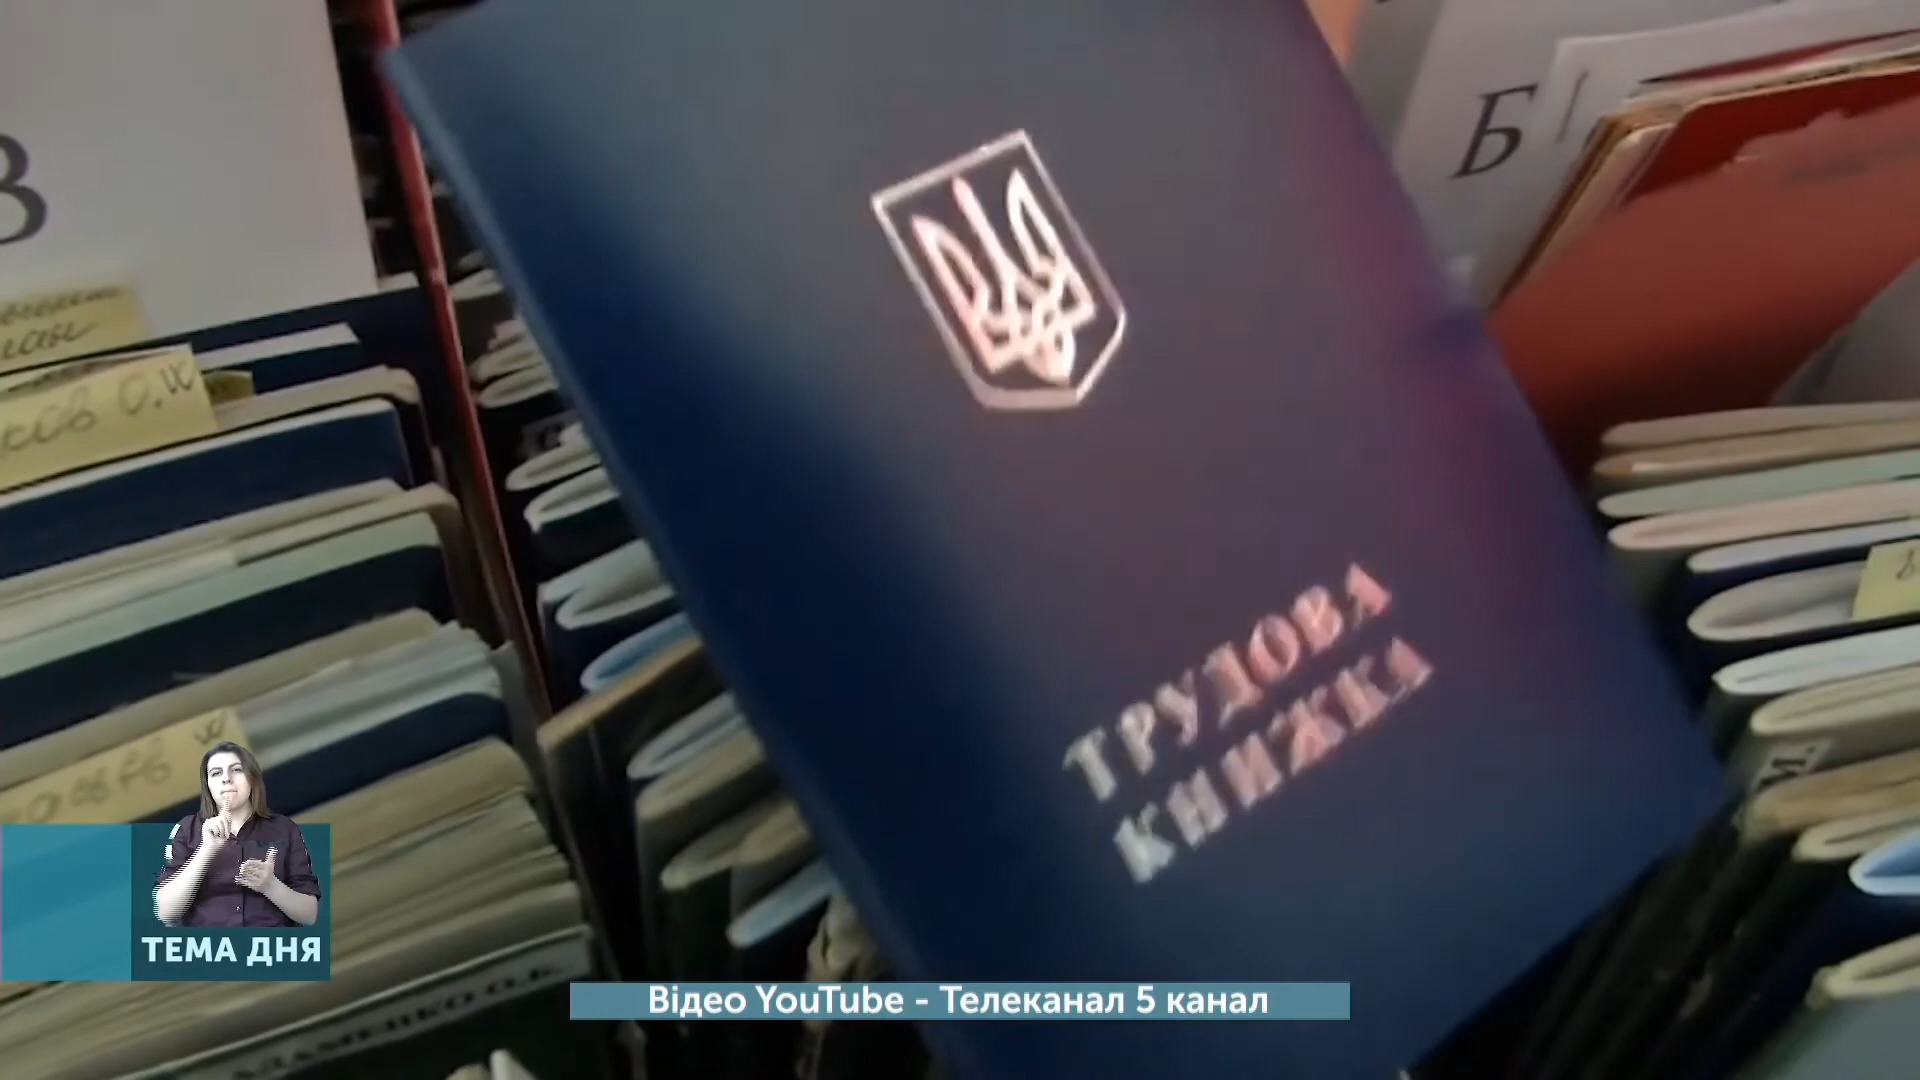 В
Б
О.Ж
ТРУДОВА
КНИЖКА
М.
ТЕМА ДНЯ
Відео YouTube - Телеканал 5 канал